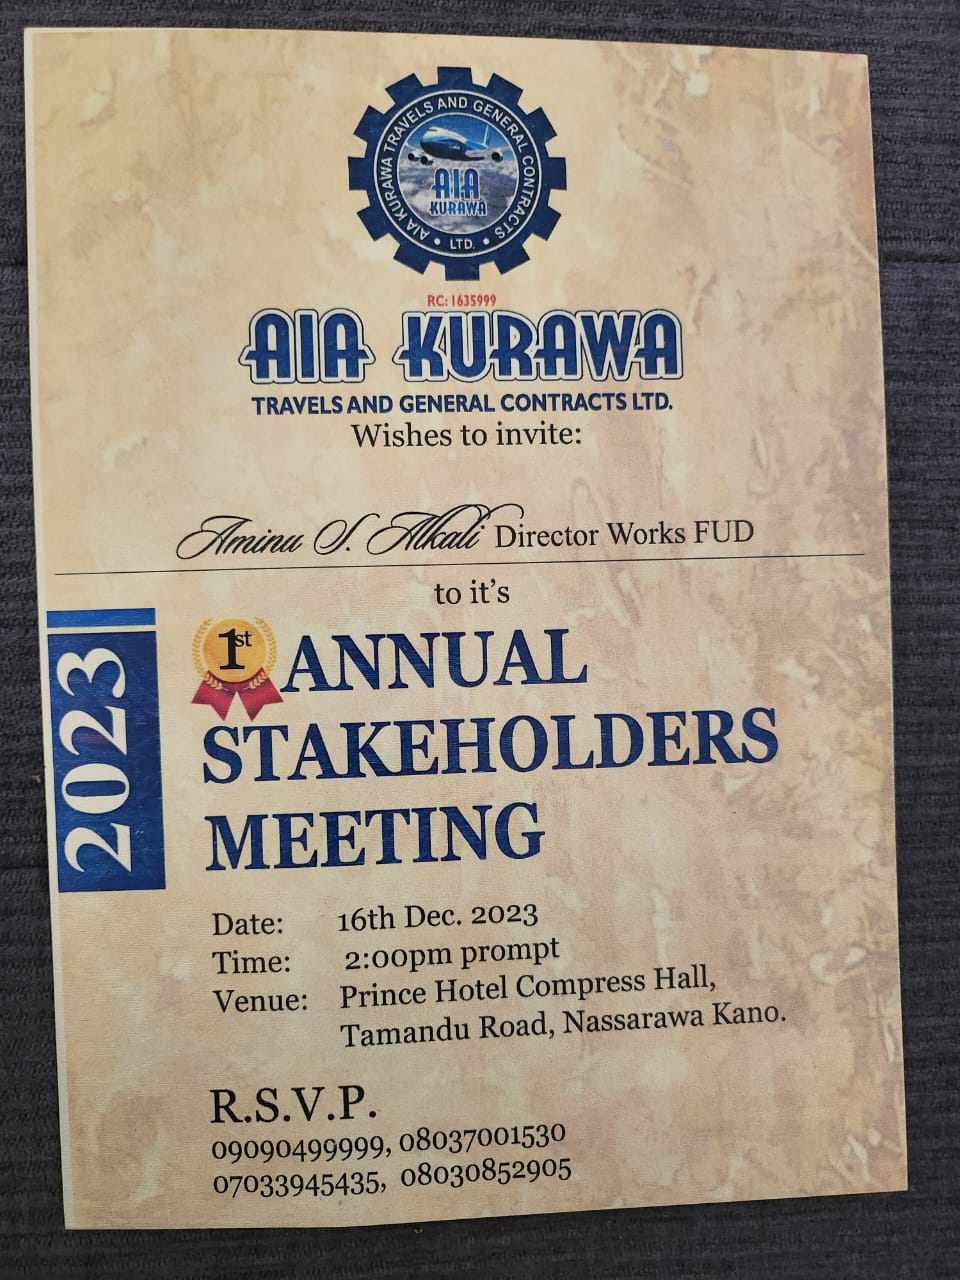 AIA KURAWA TRAVELS AND GENERAL CONTRACTS
• LTD. •
AIA
KURAWA
RC: 1635999
AIA KURAWA
TRAVELS AND GENERAL CONTRACTS LTD.
Wishes to invite:
Aminu S. Alkali Director Works FUD
to it's
2023
1st ANNUAL
STAKEHOLDERS
MEETING
Date: 16th Dec. 2023
Time: 2:00pm prompt
Venue: Prince Hotel Compress Hall,
Tamandu Road, Nassarawa Kano.
R.S.V.P.
09090499999, 08037001530
07033945435, 08030852905